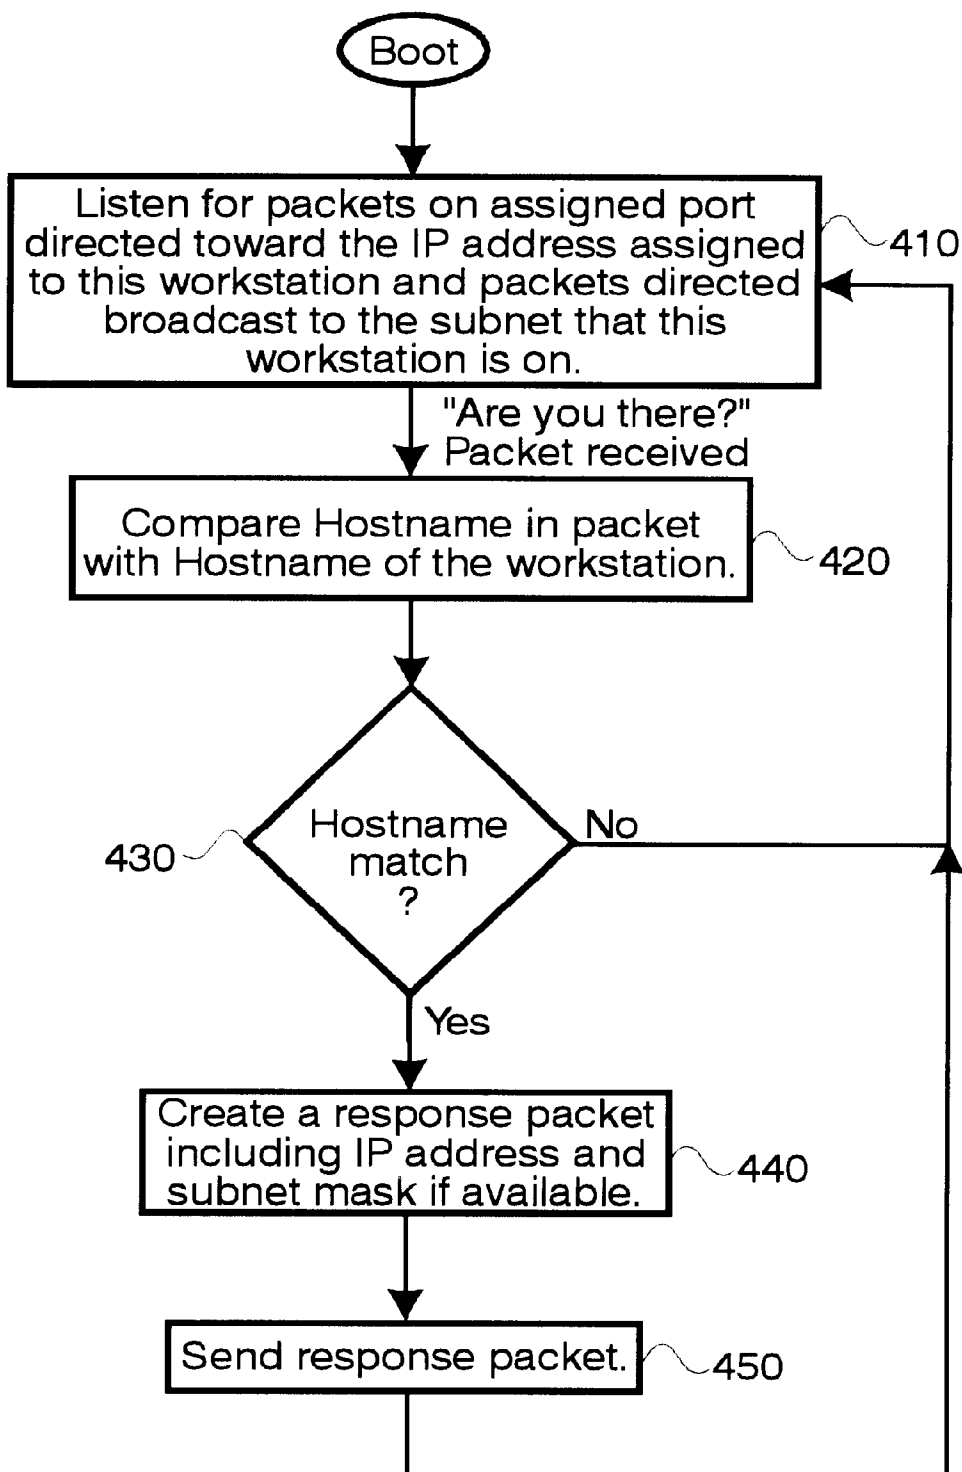 Boot
Listen for packets on assigned port
directed toward the IP address assigned
to this workstation and packets directed
broadcast to the subnet that this
workstation is on.
410
"Are you there?"
Packet received
Compare Hostname in packet
with Hostname of the workstation.
420
Hostname
match
?
430
No
Yes
Create a response packet
including IP address and
subnet mask if available.
440
Send response packet.
450